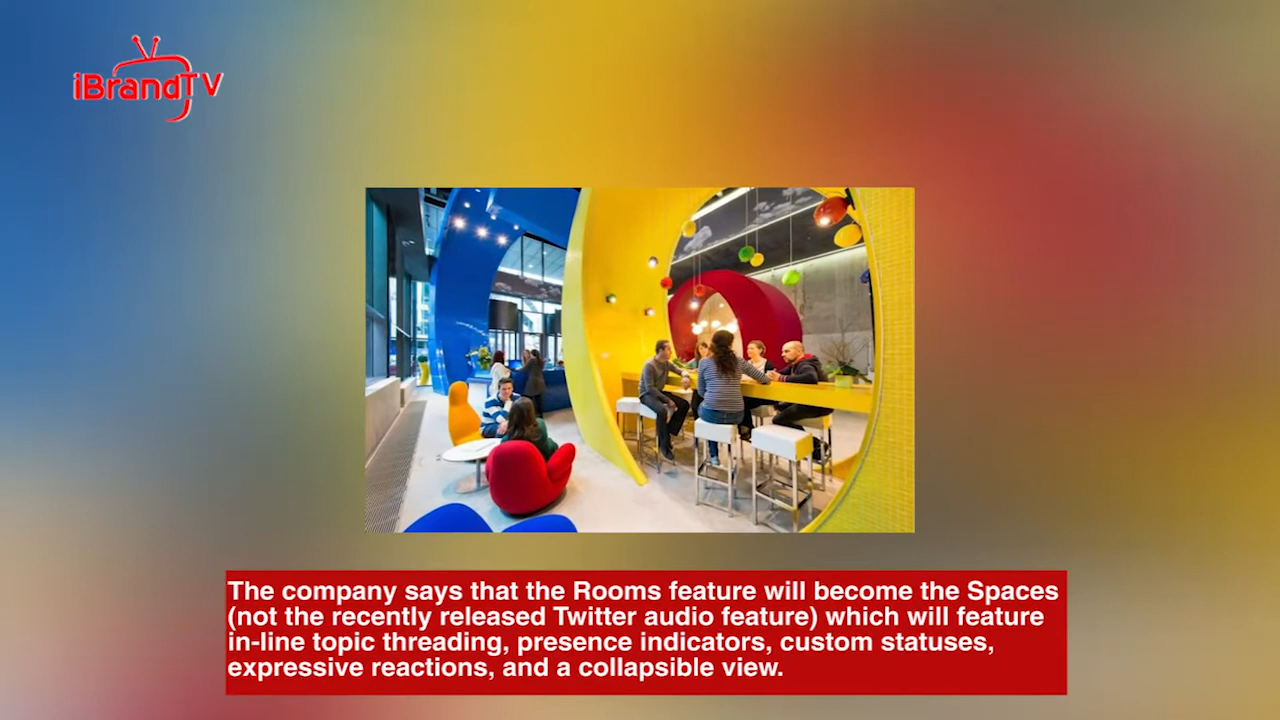 iBrandTV
The company says that the Rooms feature will become the Spaces
(not the recently released Twitter audio feature) which will feature
in-line topic threading, presence indicators, custom statuses,
expressive reactions, and a collapsible view.